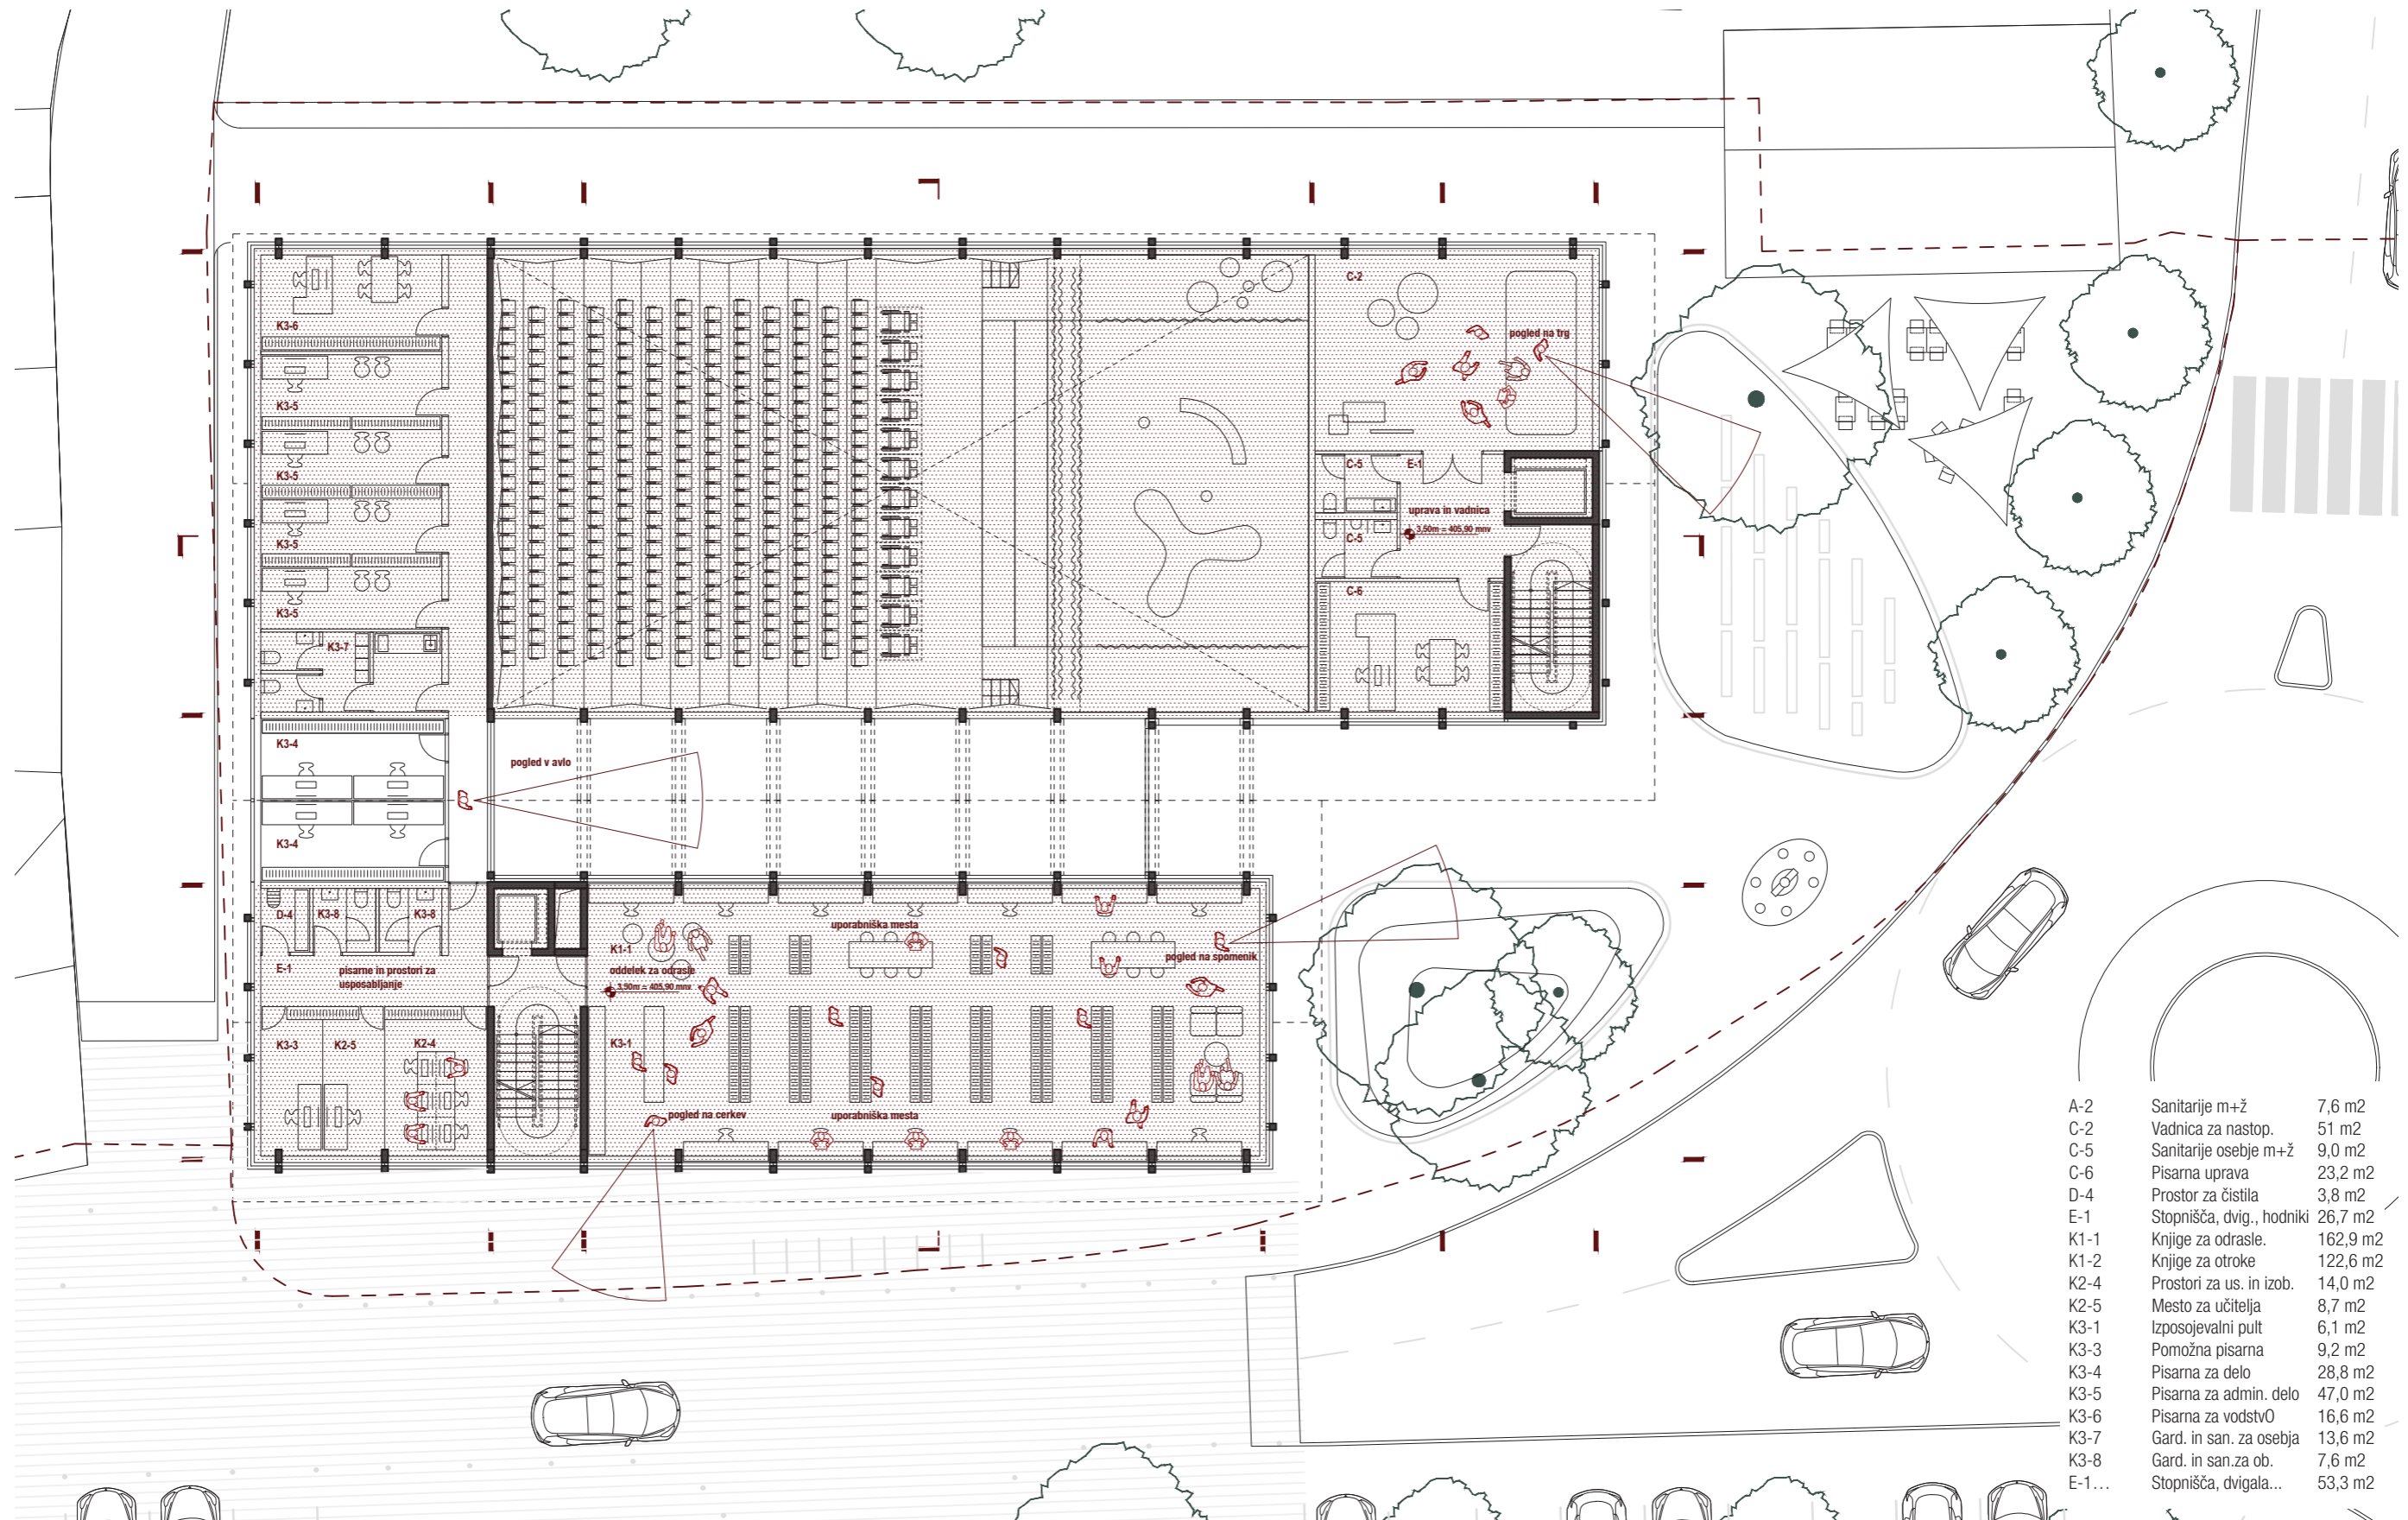 K3-6
C-2
pogled na trg
K3-5
K3-5
C-5
E-1
uprava in vadnica
3,50m = 405,90 mnv
K3-5
C-5
K3-5
C-6
K3-7
K3-4
pogled v avlo
K3-4
D-4
K3-8
K3-8
uporabniška mesta
K1-1
pogled na spomenik
E-1
pisarne in prostori za
usposabljanje
oddelek za odrasle
3,50m = 405,90 mnv
K3-3
K2-5
K2-4
K3-1
pogled na cerkev
uporabniška mesta
A-2 Sanitarije m+ž 7,6 m2
C-2 Vadnica za nastop. 51 m2
C-5 Sanitarije osebje m+ž 9,0 m2
C-6 Pisarna uprava 23,2 m2
D-4 Prostor za čistila 3,8 m2
E-1 Stopnišča, dvig., hodniki 26,7 m2
K1-1 Knjige za odrasle. 162,9 m2
K1-2 Knjige za otroke 122,6 m2
K2-4 Prostori za us. in izob. 14,0 m2
K2-5 Mesto za učitelja 8,7 m2
K3-1 Izposojevalni pult 6,1 m2
K3-3 Pomožna pisarna 9,2 m2
K3-4 Pisarna za delo 28,8 m2
K3-5 Pisarna za admin. delo 47,0 m2
K3-6 Pisarna za vodstvO 16,6 m2
K3-7 Gard. in san. za osebja 13,6 m2
K3-8 Gard. in san.za ob. 7,6 m2
E-1... Stopnišča, dvigala... 53,3 m2